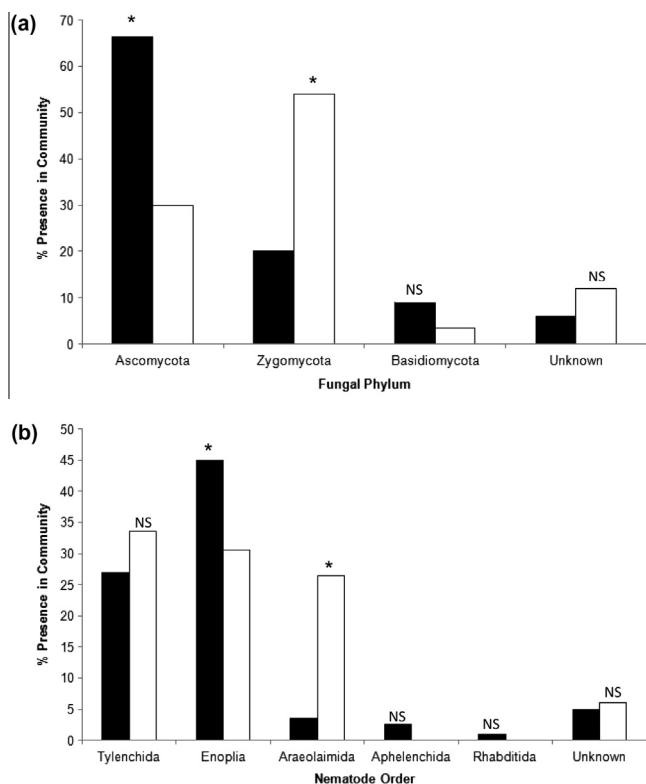 (a)
% Presence in Community
70
60
50
40
30
20
10
0
*
*
NS
NS
Ascomycota Zygomycota Basidiomycota Unknown
Fungal Phylum
(b)
% Presence in Community
50
45
40
35
30
25
20
15
10
5
0
NS
*
*
NS
NS
NS
Tylenchida Enoplia Araeolaimida Aphelenchida Rhabditida Unknown
Nematode Order